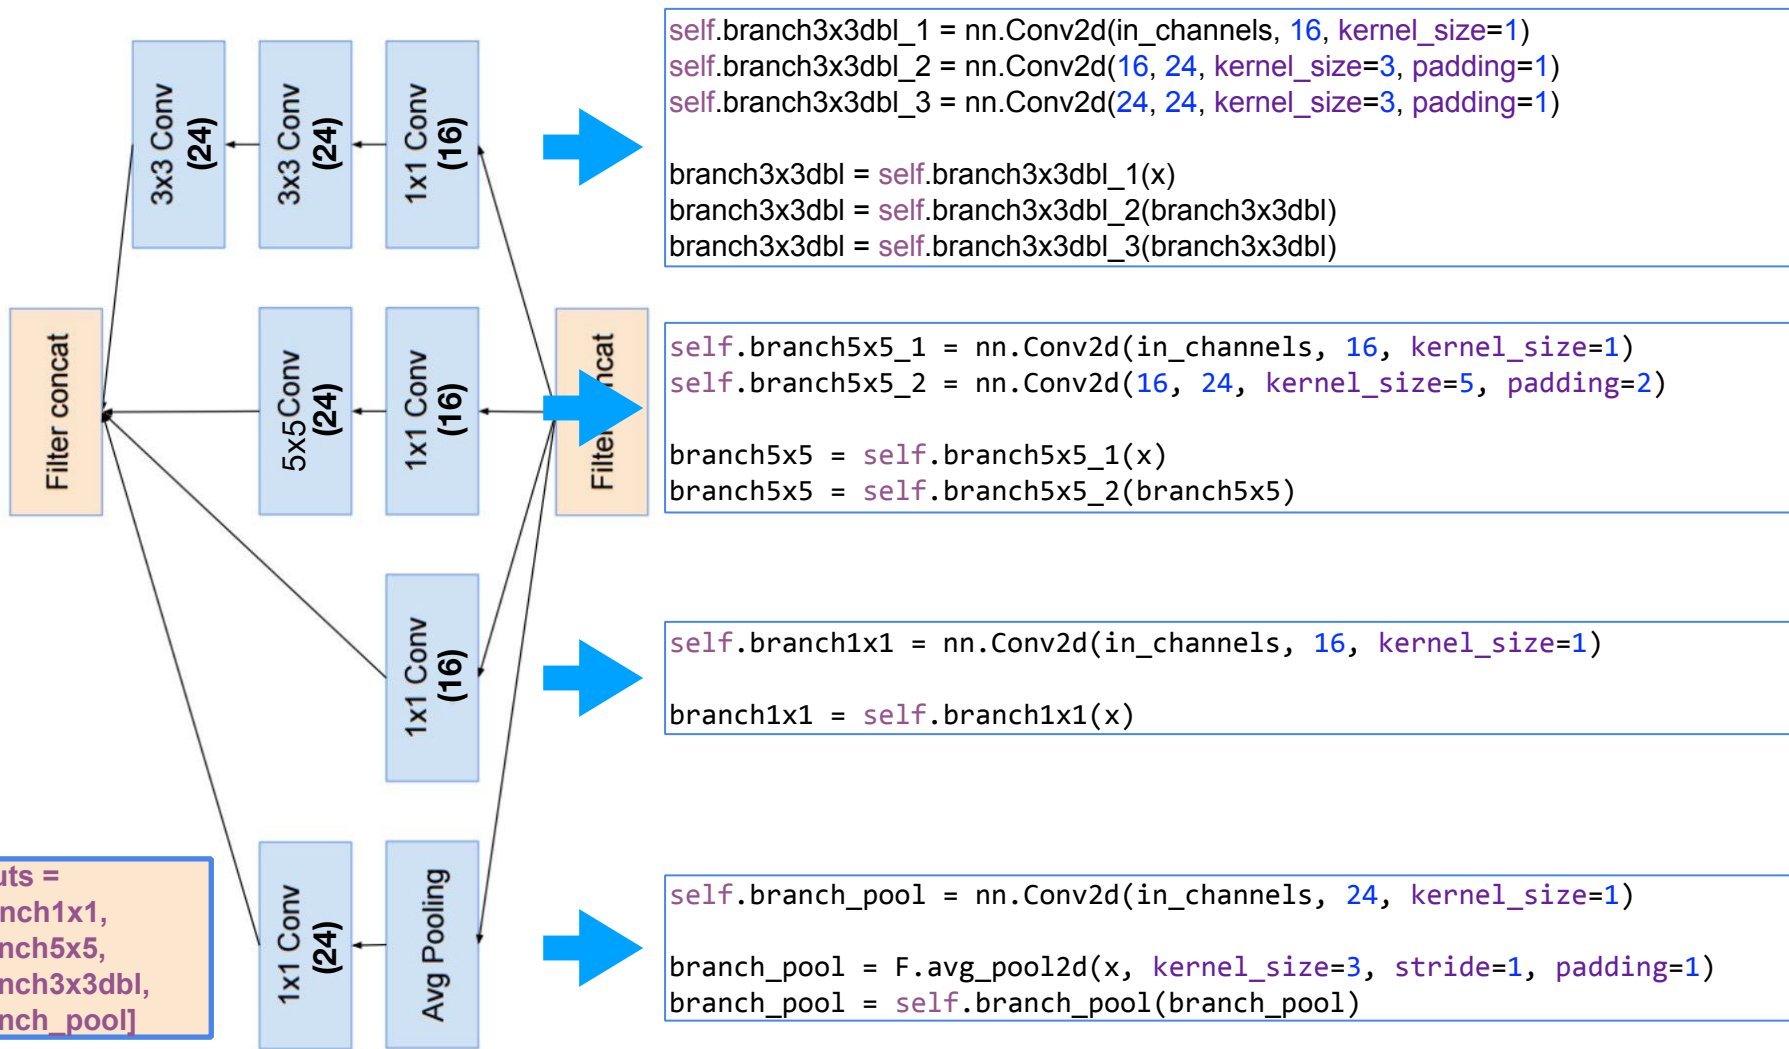 self.branch3x3dbl_1 = nn.Conv2d(in_channels, 16, kernel_size=1)
self.branch3x3dbl_2 = nn.Conv2d(16, 24, kernel_size=3, padding=1)
self.branch3x3dbl_3 = nn.Conv2d(24, 24, kernel_size=3, padding=1)
branch3x3dbl = self.branch3x3dbl_1(x)
branch3x3dbl = self.branch3x3dbl_2(branch3x3dbl)
branch3x3dbl = self.branch3x3dbl_3(branch3x3dbl)
3x3 Conv
(24)
3x3 Conv
(24)
1x1 Conv
(16)
Filter concat
5x5Conv
(24)
1x1 Conv
(16)
Filter
self.branch5x5_1 = nn.Conv2d(in_channels, 16, kernel_size=1)
self.branch5x5_2 = nn.Conv2d(16, 24, kernel_size=5, padding=2)
branch5x5 = self.branch5x5_1(x)
branch5x5 = self.branch5x5_2(branch5x5)
1x1 Conv
(16)
self.branch1x1 = nn.Conv2d(in_channels, 16, kernel_size=1)
branch1x1 = self.branch1x1(x)
1x1 Conv
(24)
Avg Pooling
self.branch_pool = nn.Conv2d(in_channels, 24, kernel_size=1)
branch_pool = F.avg_pool2d(x, kernel_size=3, stride=1, padding=1)
branch_pool = self.branch_pool(branch_pool)
uts =
nch1x1,
nch5x5,
nch3x3dbl,
nch_pool]